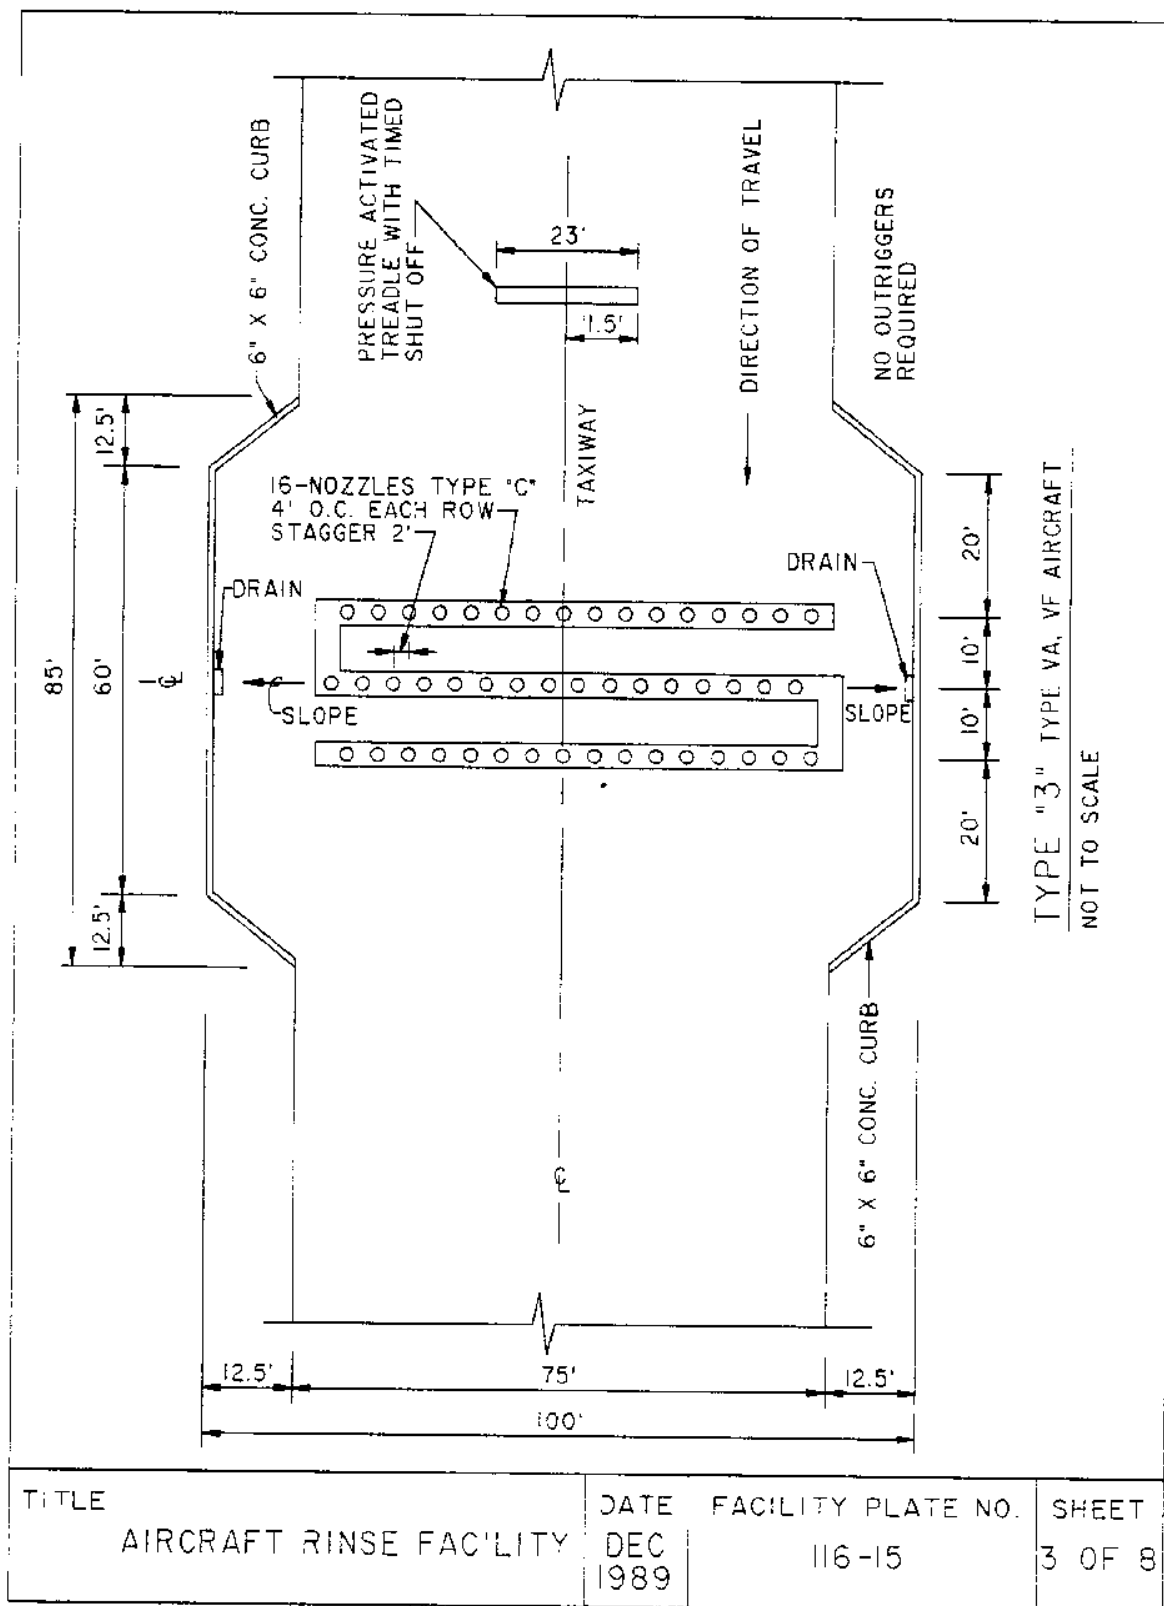 6" X 6" CONC. CURB
PRESSURE ACTIVATED
TREADLE WITH TIMED
SHUT OFF
23'
11.5'
DIRECTION OF TRAVEL
NO OUTRIGGERS
REQUIRED
12.5'
85'
60'
12.5'
TAXIWAY
16-NOZZLES TYPE "C"
4' O.C. EACH ROW
STAGGER 2'
DRAIN
DRAIN
℄
SLOPE
SLOPE
20'
10'
10'
20'
TYPE "3" TYPE VA, VF AIRCRAFT
NOT TO SCALE
6" X 6" CONC. CURB
℄
12.5'
75'
12.5'
100'
TITLE
AIRCRAFT RINSE FACILITY
DATE
DEC
1989
FACILITY PLATE NO.
116-15
SHEET
3 OF 8